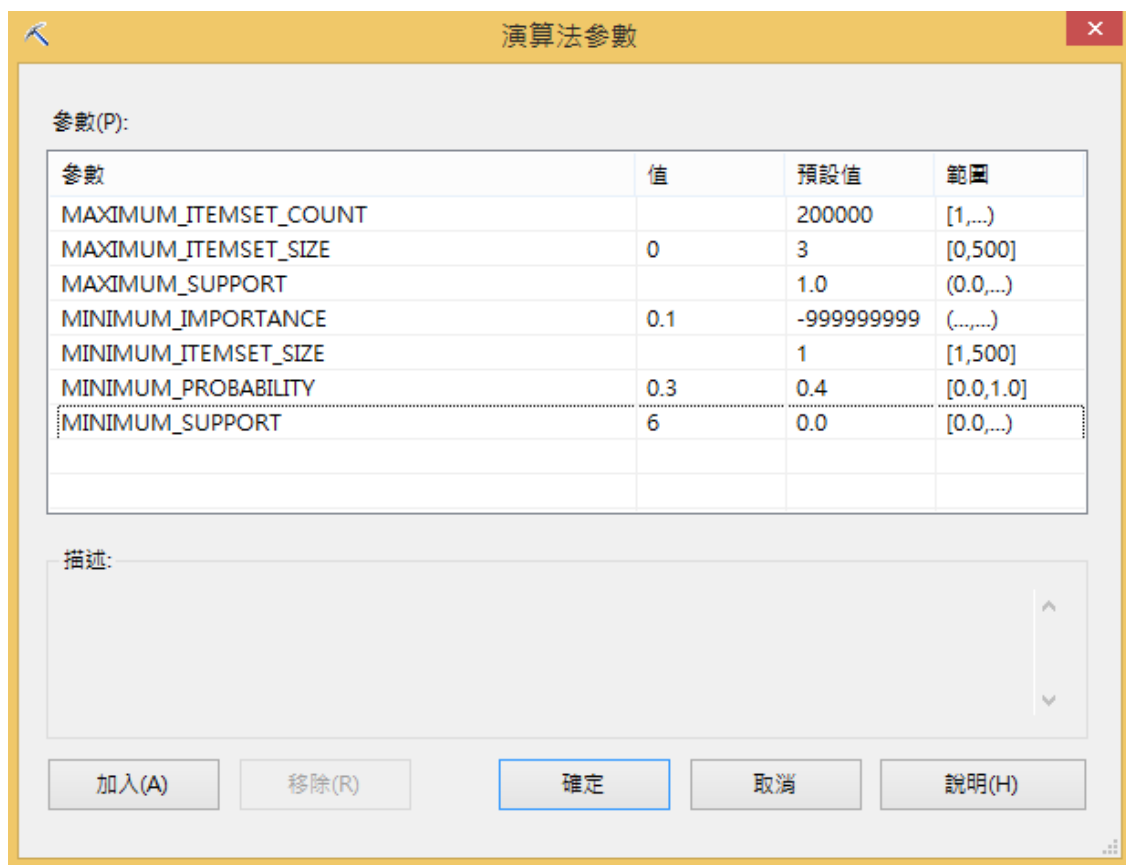 演算法參數
參數(P):
參數 值 預設值 範圍
MAXIMUM_ITEMSET_COUNT 200000 [1,...)
MAXIMUM_ITEMSET_SIZE 0 3 [0,500]
MAXIMUM_SUPPORT 1.0 (0.0,...)
MINIMUM_IMPORTANCE 0.1 -999999999 (...,...)
MINIMUM_ITEMSET_SIZE 1 [1,500]
MINIMUM_PROBABILITY 0.3 0.4 [0.0,1.0]
MINIMUM_SUPPORT 6 0.0 [0.0,...)
描述:
加入(A) 移除(R) 確定 取消 說明(H)